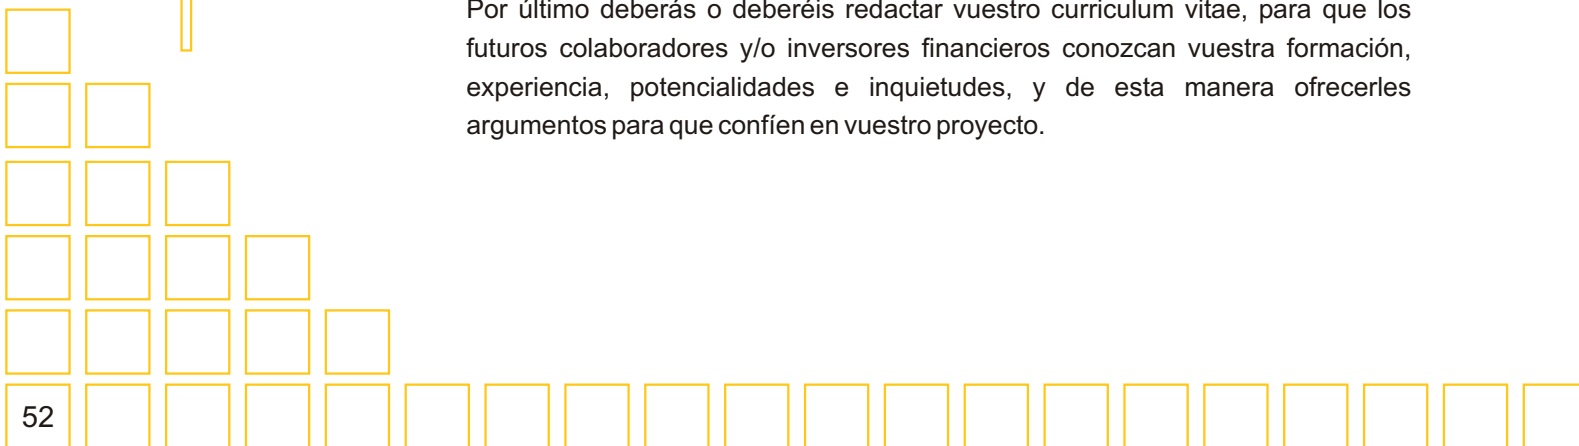 Por último deberás o deberéis redactar vuestro curriculum vitae, para que los
futuros colaboradores y/o inversores financieros conozcan vuestra formación,
experiencia, potencialidades e inquietudes, y de esta manera ofrecerles
argumentos para que confíen en vuestro proyecto.
52